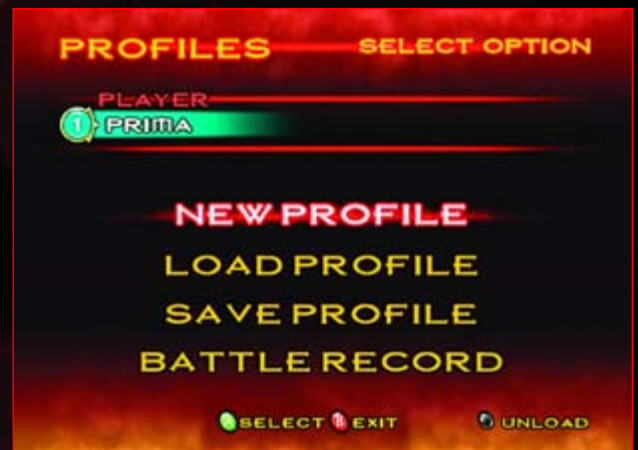 PROFILES SELECT OPTION
PLAYER
1 PRIMA
NEW PROFILE
LOAD PROFILE
SAVE PROFILE
BATTLE RECORD
A SELECT B EXIT UNLOAD